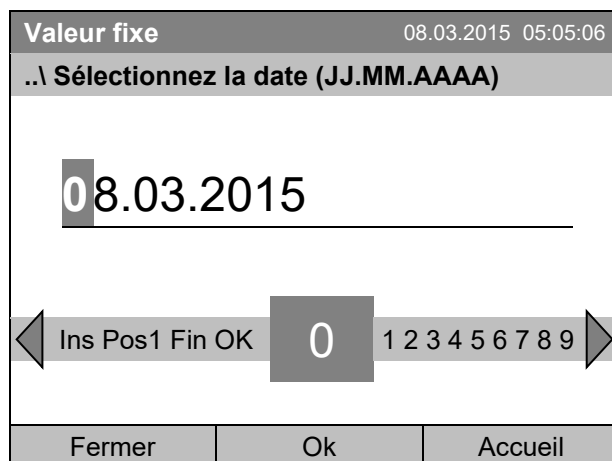 Valeur fixe 08.03.2015 05:05:06
..\ Sélectionnez la date (JJ.MM.AAAA)
08.03.2015
Ins Pos1 Fin OK 0 1 2 3 4 5 6 7 8 9
Fermer Ok Accueil